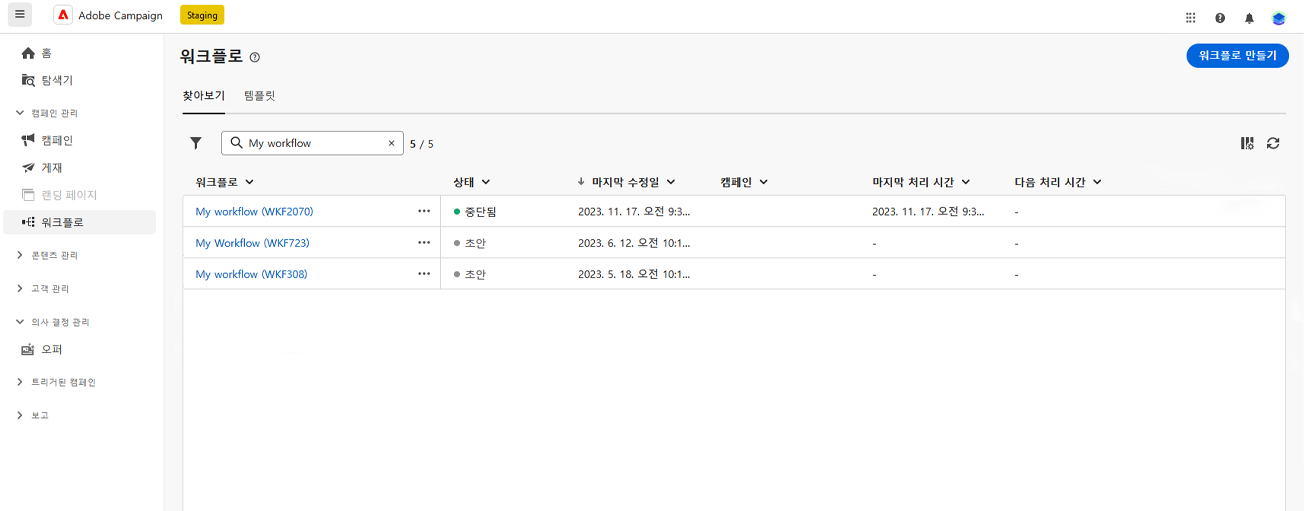 Adobe Campaign Staging
홈
탐색기
캠페인 관리
캠페인
게재
랜딩 페이지
워크플로
콘텐츠 관리
고객 관리
의사 결정 관리
오퍼
트리거된 캠페인
보고
워크플로
워크플로 만들기
찾아보기 템플릿
My workflow 5 / 5
워크플로 상태 마지막 수정일 캠페인 마지막 처리 시간 다음 처리 시간
My workflow (WKF2070) 중단됨 2023. 11. 17. 오전 9:3... 2023. 11. 17. 오전 9:3... -
My Workflow (WKF723) 초안 2023. 6. 12. 오전 10:1... - -
My workflow (WKF308) 초안 2023. 5. 18. 오전 10:1... - -